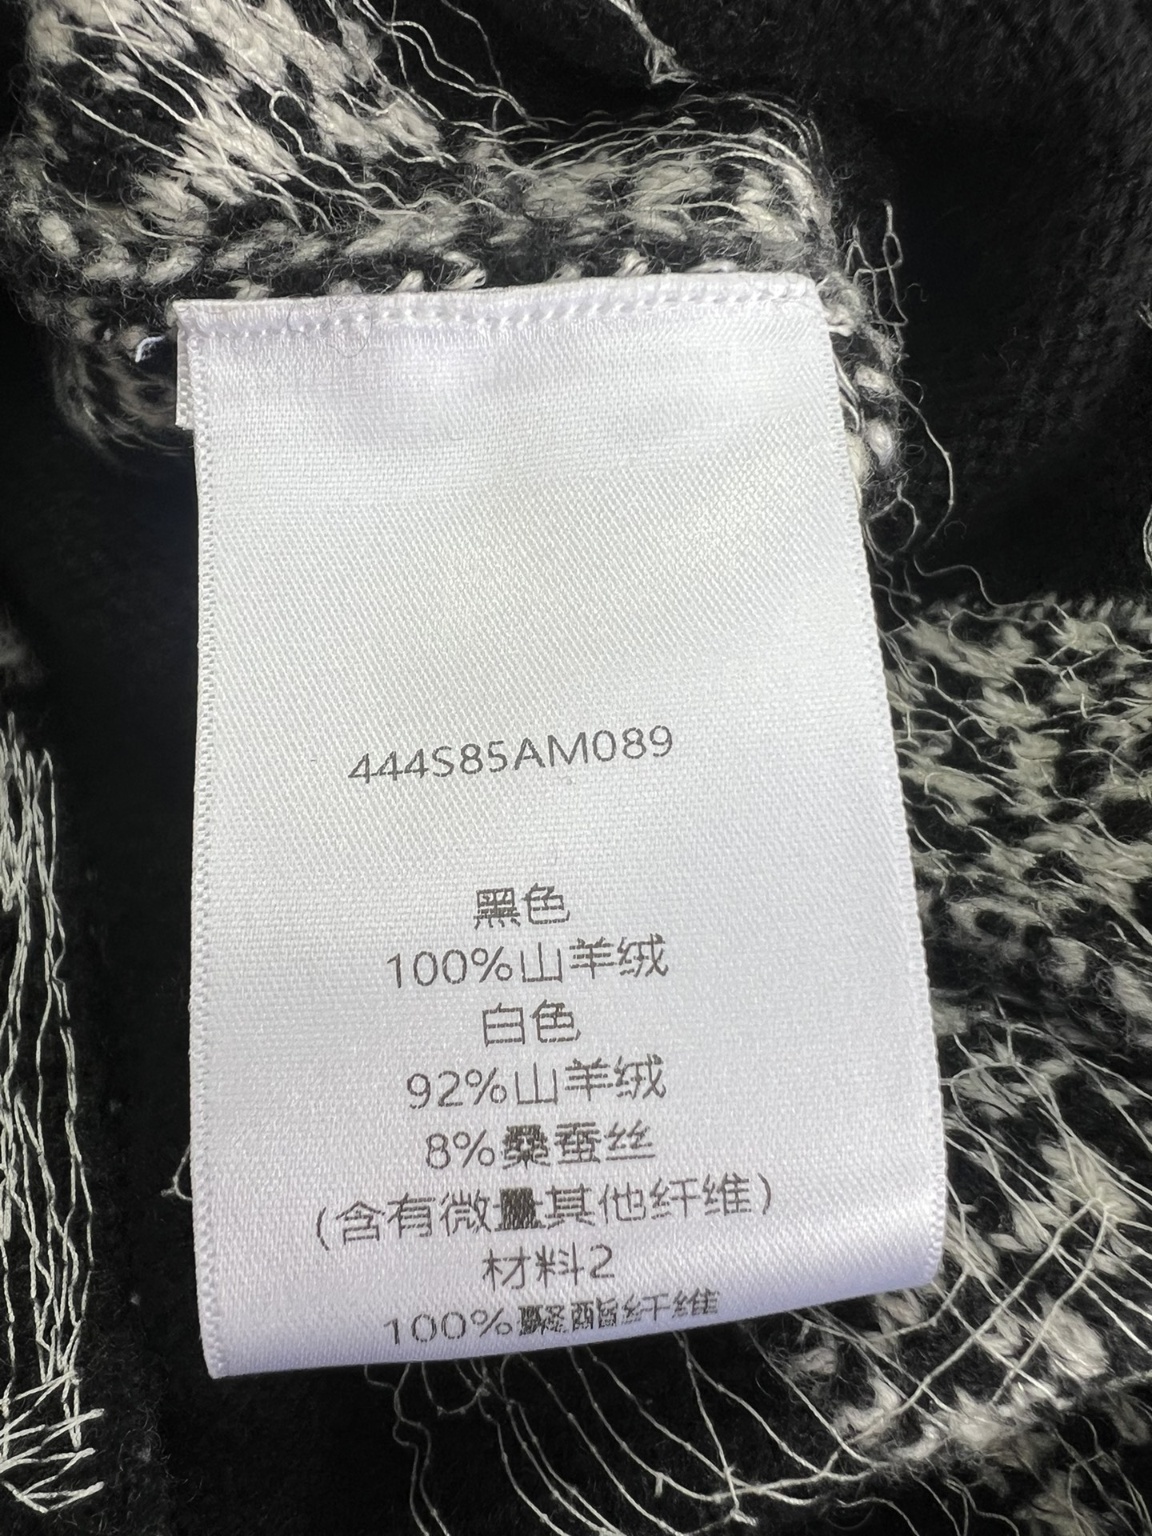 444S85AM089
黑色
100%山羊绒
白色
92%山羊绒
8%桑蚕丝
(含有微量其他纤维)
材料2
100%聚酯纤维